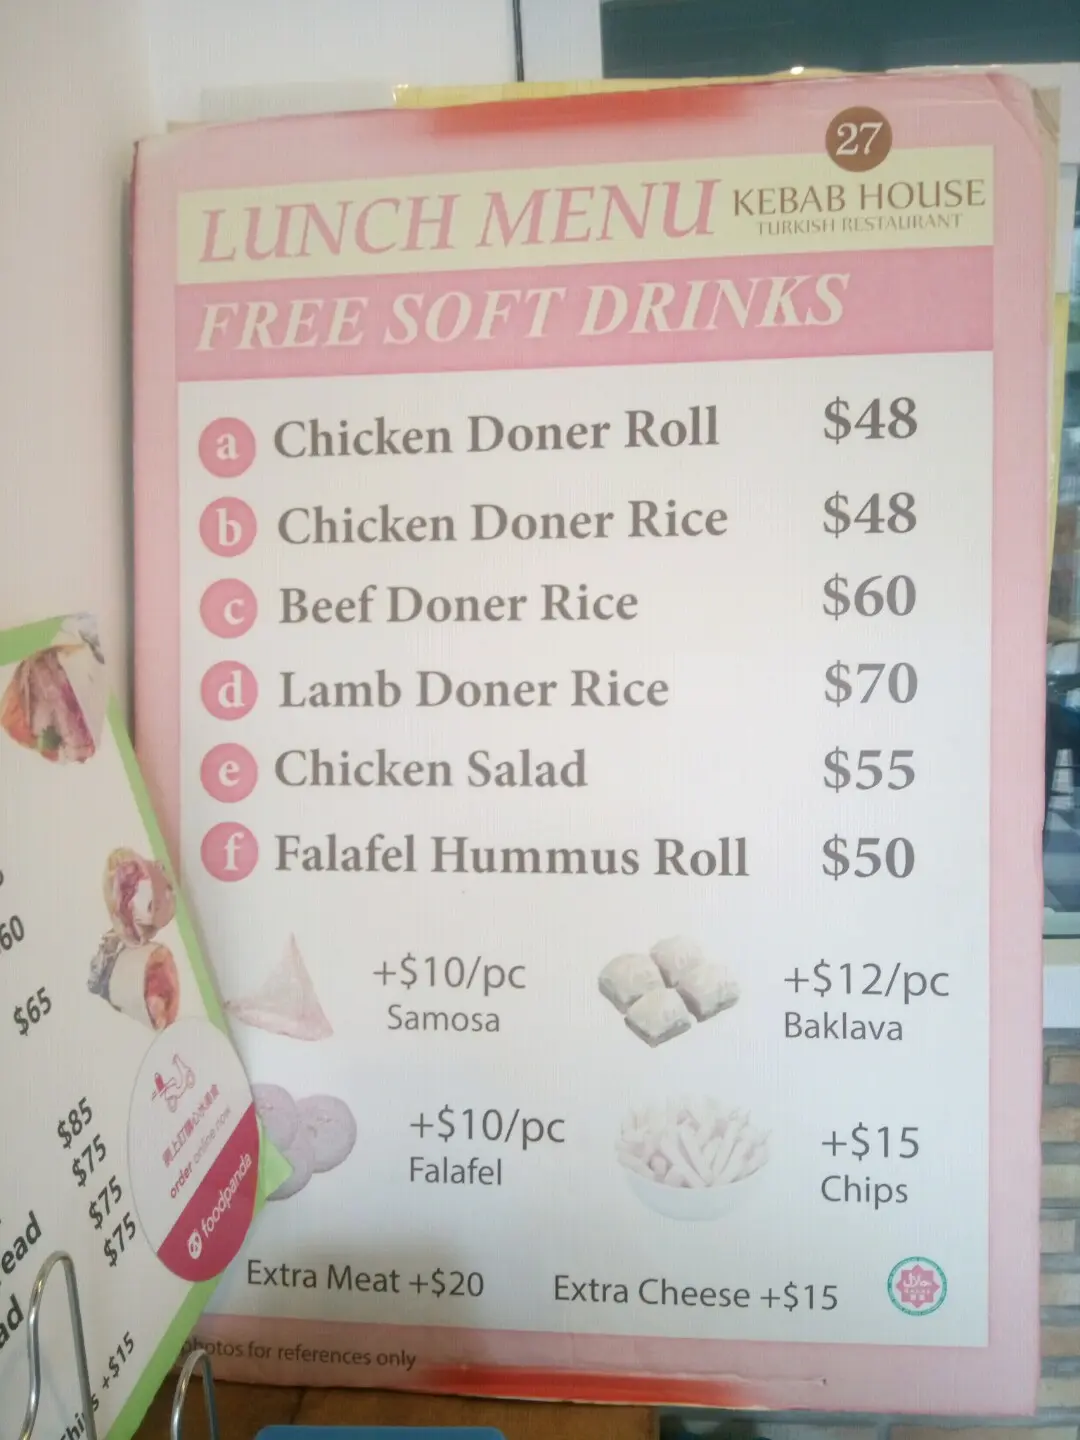 27
LUNCH MENU
KEBAB HOUSE
TURKISH RESTAURANT
FREE SOFT DRINKS
a Chicken Doner Roll $48
b Chicken Doner Rice $48
c Beef Doner Rice $60
d Lamb Doner Rice $70
e Chicken Salad $55
f Falafel Hummus Roll $50
+$10/pc
Samosa
+$12/pc
Baklava
+$10/pc
Falafel
+$15
Chips
Extra Meat +$20
Extra Cheese +$15
photos for references only
60
$65
$85
$75
$75
$75
ead
ad
+$15
order online now
foodpanda